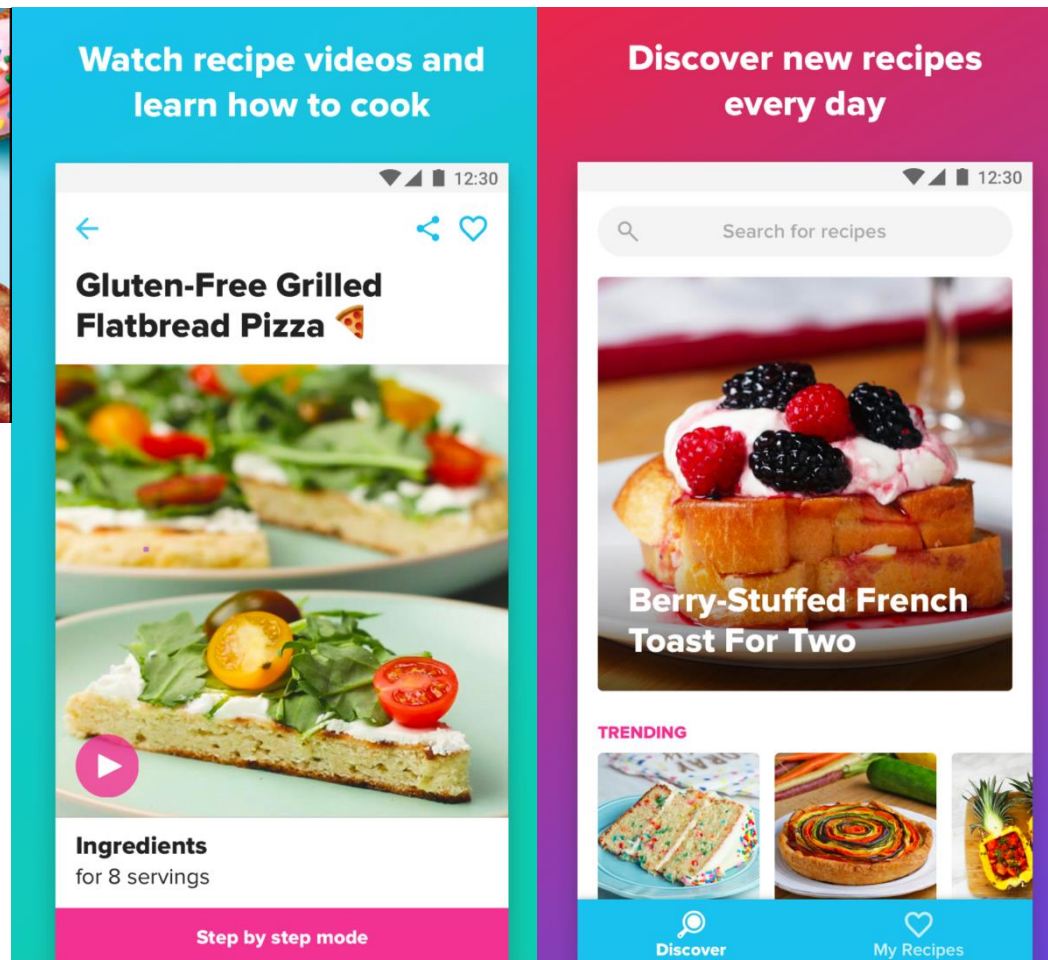 Watch recipe videos and
learn how to cook
12:30
Gluten-Free Grilled
Flatbread Pizza 🍕
Ingredients
for 8 servings
Step by step mode
Discover new recipes
every day
12:30
Search for recipes
Berry-Stuffed French
Toast For Two
TRENDING
Discover
My Recipes